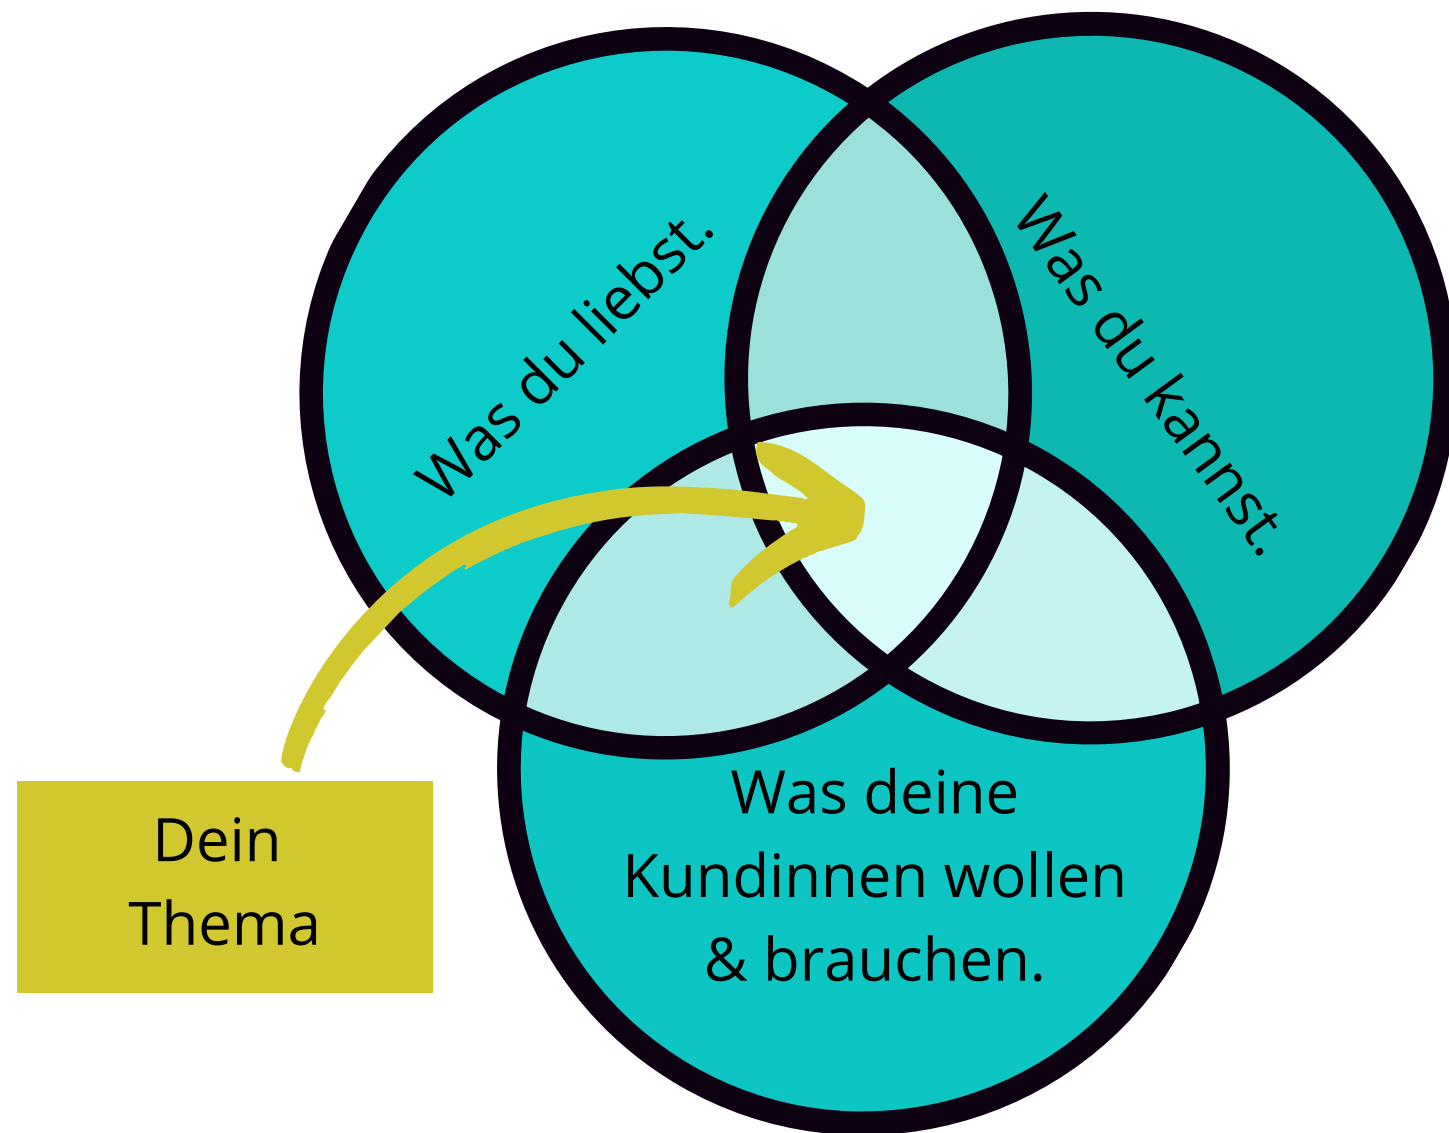 Was du liebst.
Was du kannst.
Was deine
Kundinnen wollen
& brauchen.
Dein
Thema